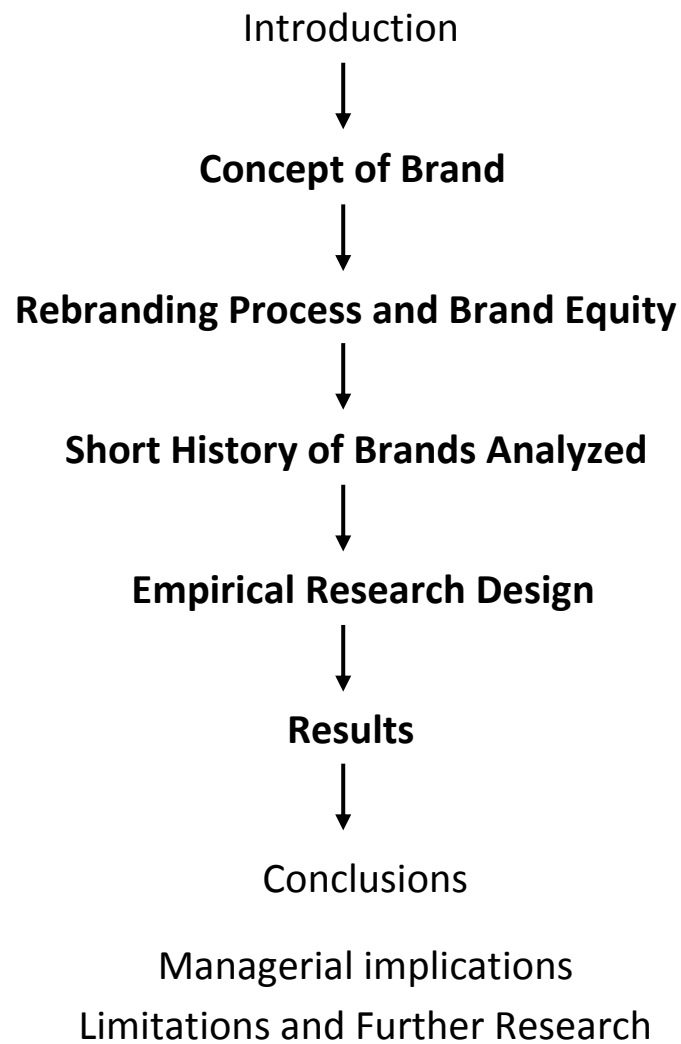 Introduction
Concept of Brand
Rebranding Process and Brand Equity
Short History of Brands Analyzed
Empirical Research Design
Results
Conclusions
Managerial implications
Limitations and Further Research